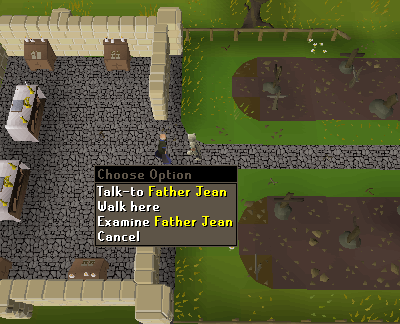 Choose Option
Talk-to Father Jean
Walk here
Examine Father Jean
Cancel